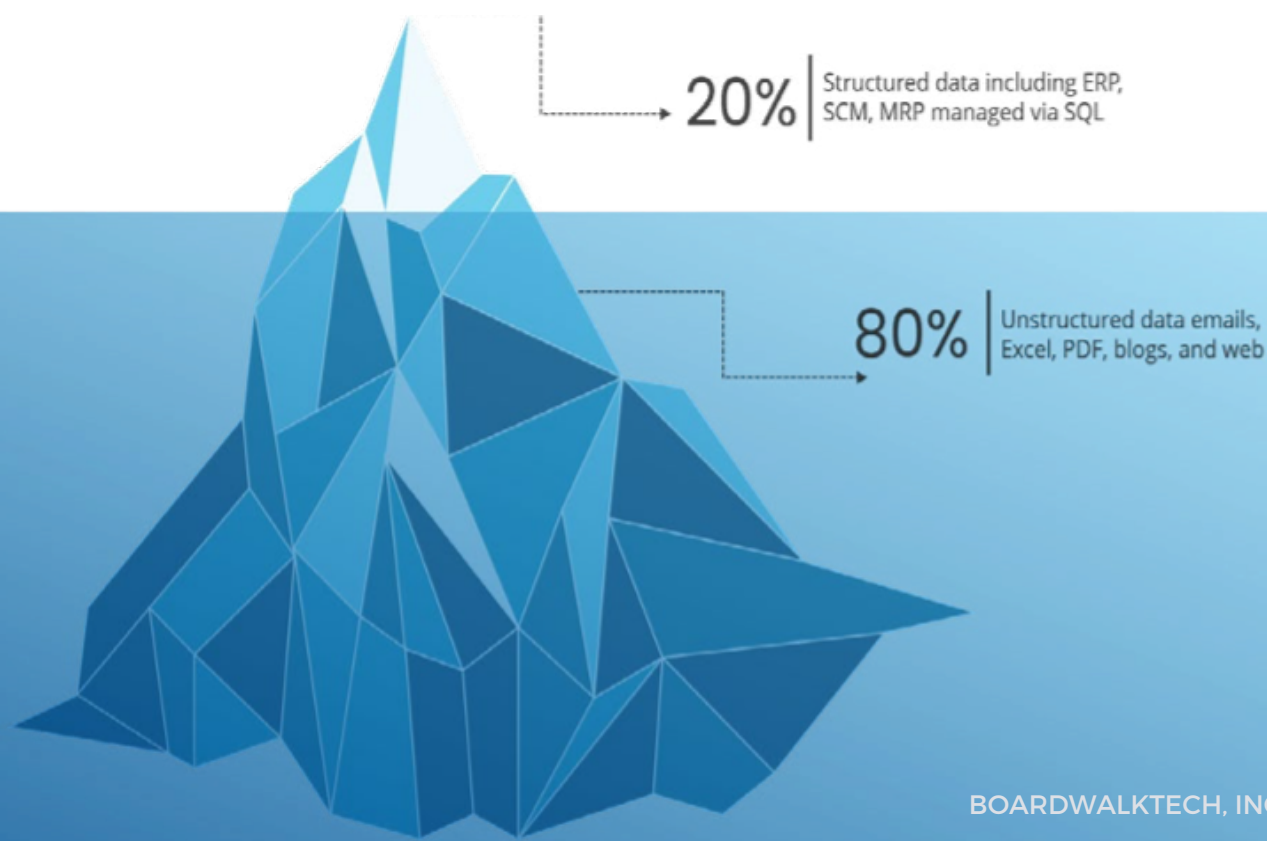 20%
Structured data including ERP,
SCM, MRP managed via SQL
80%
Unstructured data emails,
Excel, PDF, blogs, and web
BOARDWALKTECH,